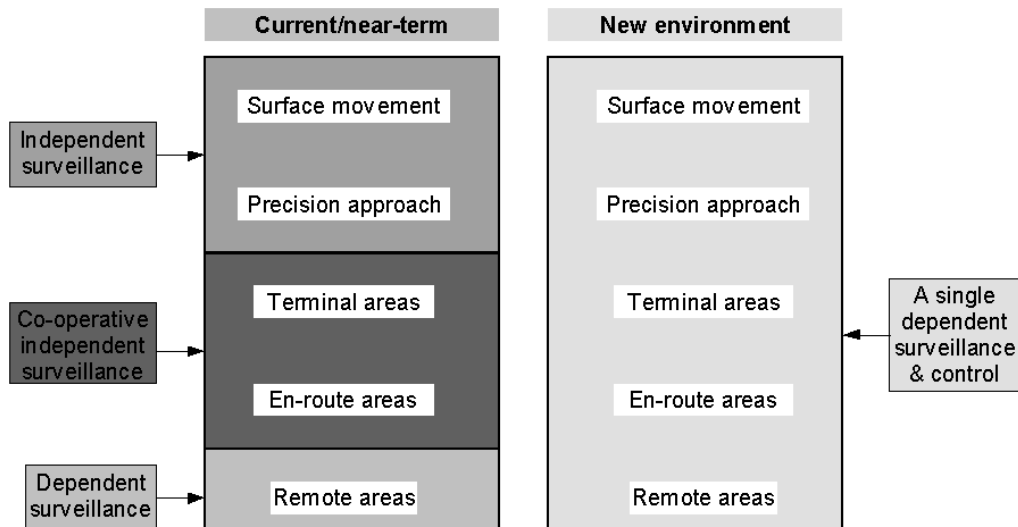 Current/near-term
New environment
Surface movement
Surface movement
Independent
surveillance
Precision approach
Precision approach
Terminal areas
Terminal areas
Co-operative
independent
surveillance
A single
dependent
surveillance
& control
En-route areas
En-route areas
Dependent
surveillance
Remote areas
Remote areas